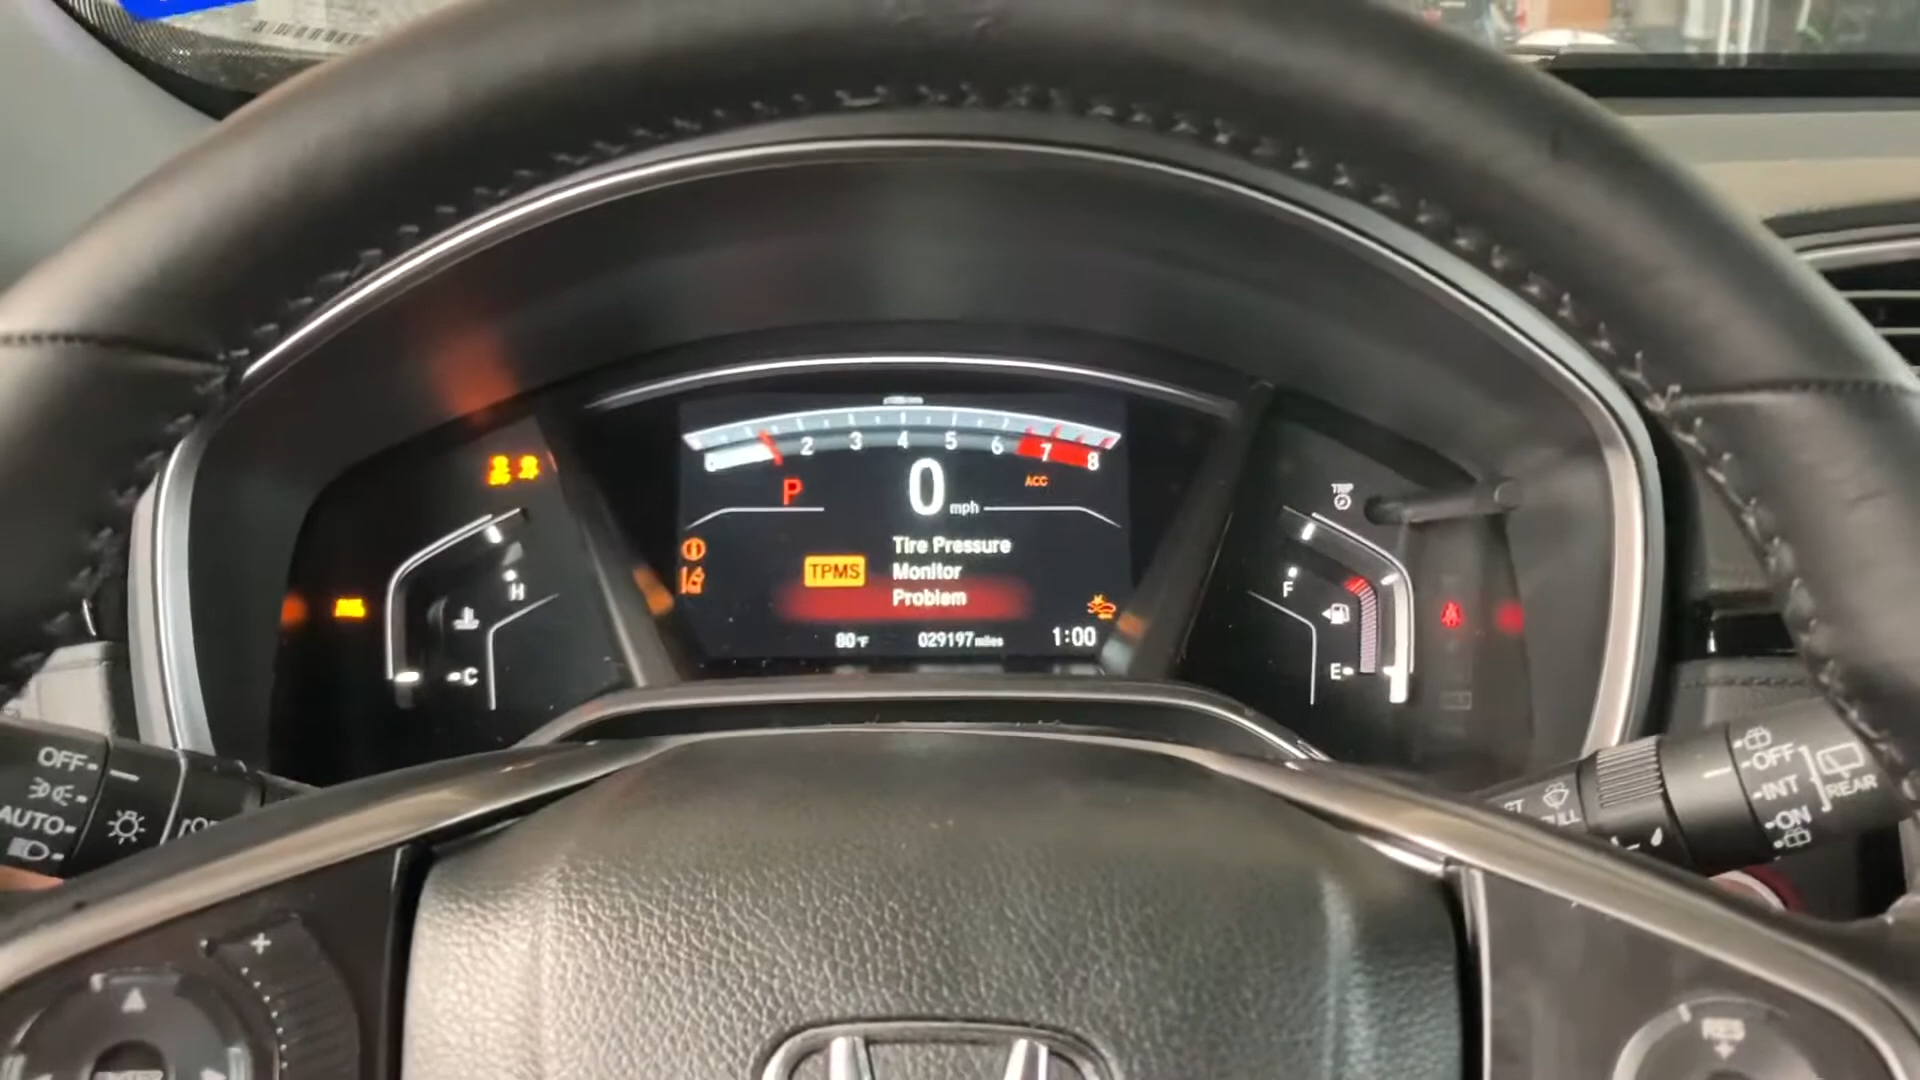 2 3 4 5 6 7 8
P
0 mph
ACC
TRIP
TPMS
Tire Pressure
Monitor
Problem
H
C
F
E
80°F
029197 miles
1:00
OFF
AUTO
OFF
INT
ON
REAR
PULL
+
RES